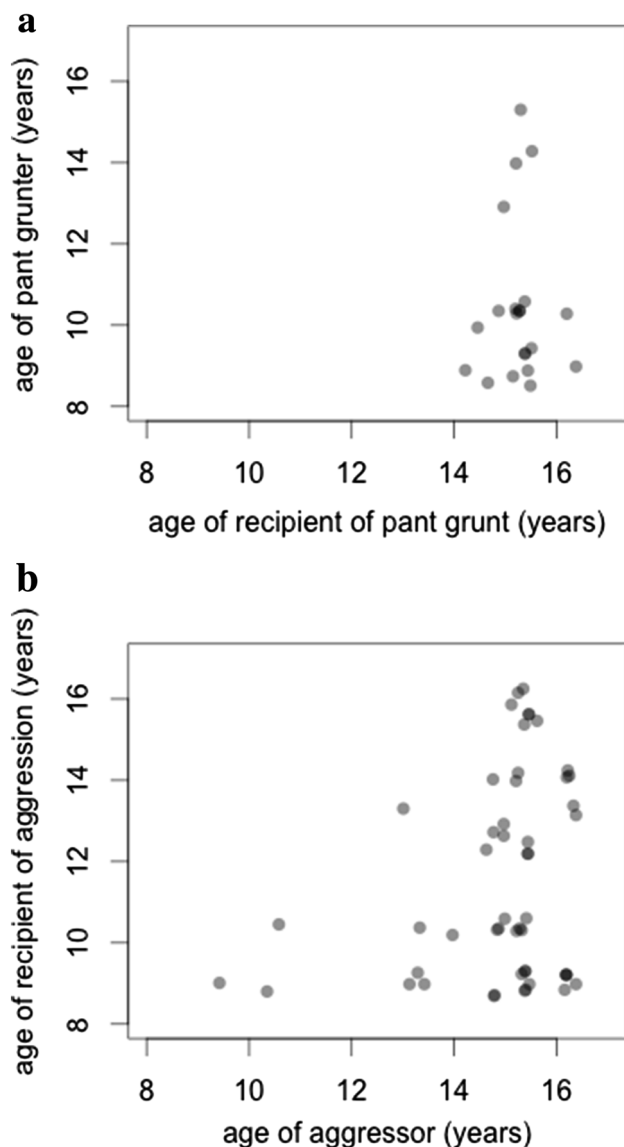 a
age of pant grunter (years)
16
14
12
10
8
8 10 12 14 16
age of recipient of pant grunt (years)
b
age of recipient of aggression (years)
16
14
12
10
8
8 10 12 14 16
age of aggressor (years)